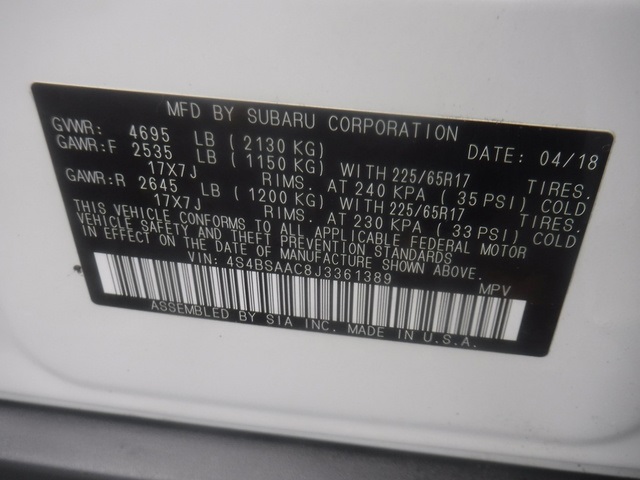 MFD BY SUBARU CORPORATION
GVWR: 4695 LB (2130 KG) DATE: 04/18
GAWR:F 2535 LB (1150 KG) WITH 225/65R17 TIRES.
17X7J RIMS. AT 240 KPA (35 PSI) COLD
GAWR:R 2645 LB (1200 KG) WITH 225/65R17 TIRES.
17X7J RIMS. AT 230 KPA (33 PSI) COLD
THIS VEHICLE CONFORMS TO ALL APPLICABLE FEDERAL MOTOR
VEHICLE SAFETY AND THEFT PREVENTION STANDARDS
IN EFFECT ON THE DATE OF MANUFACTURE SHOWN ABOVE.
VIN: 4S4BSAAC8J3361389 MPV
ASSEMBLED BY SIA INC. MADE IN U.S.A.